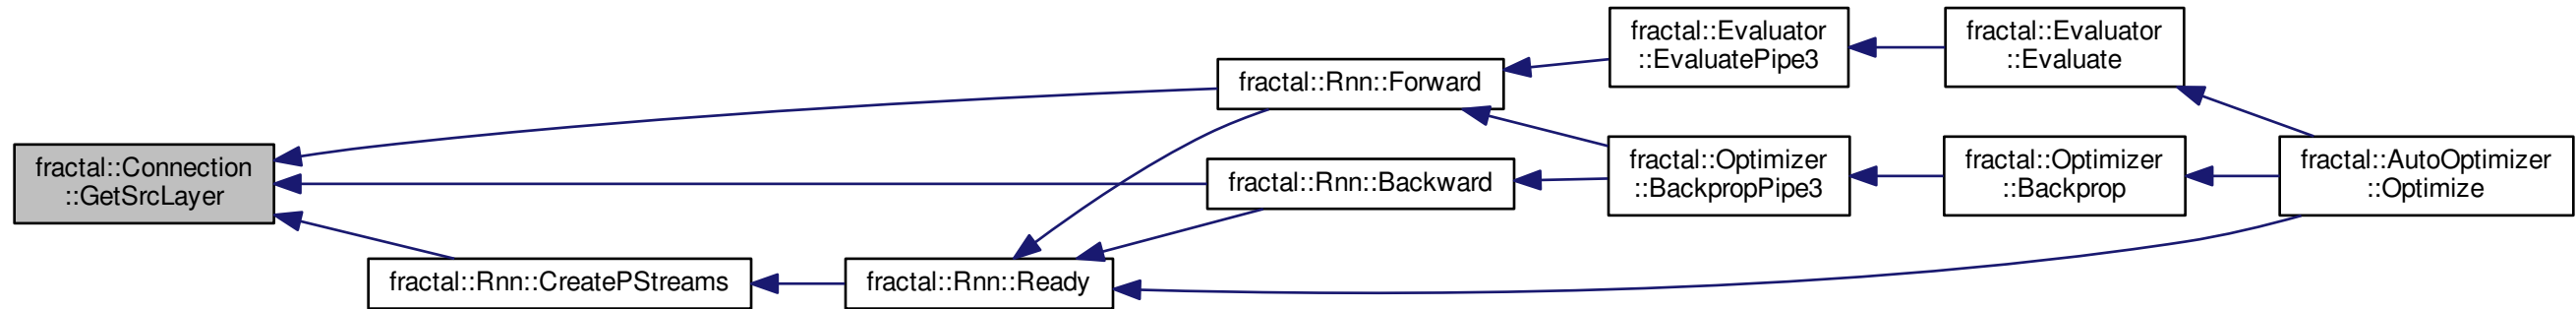 fractal::Connection
::GetSrcLayer
fractal::Rnn::Forward
fractal::Rnn::Backward
fractal::Rnn::CreatePStreams
fractal::Rnn::Ready
fractal::Evaluator
::EvaluatePipe3
fractal::Optimizer
::BackpropPipe3
fractal::Evaluator
::Evaluate
fractal::Optimizer
::Backprop
fractal::AutoOptimizer
::Optimize